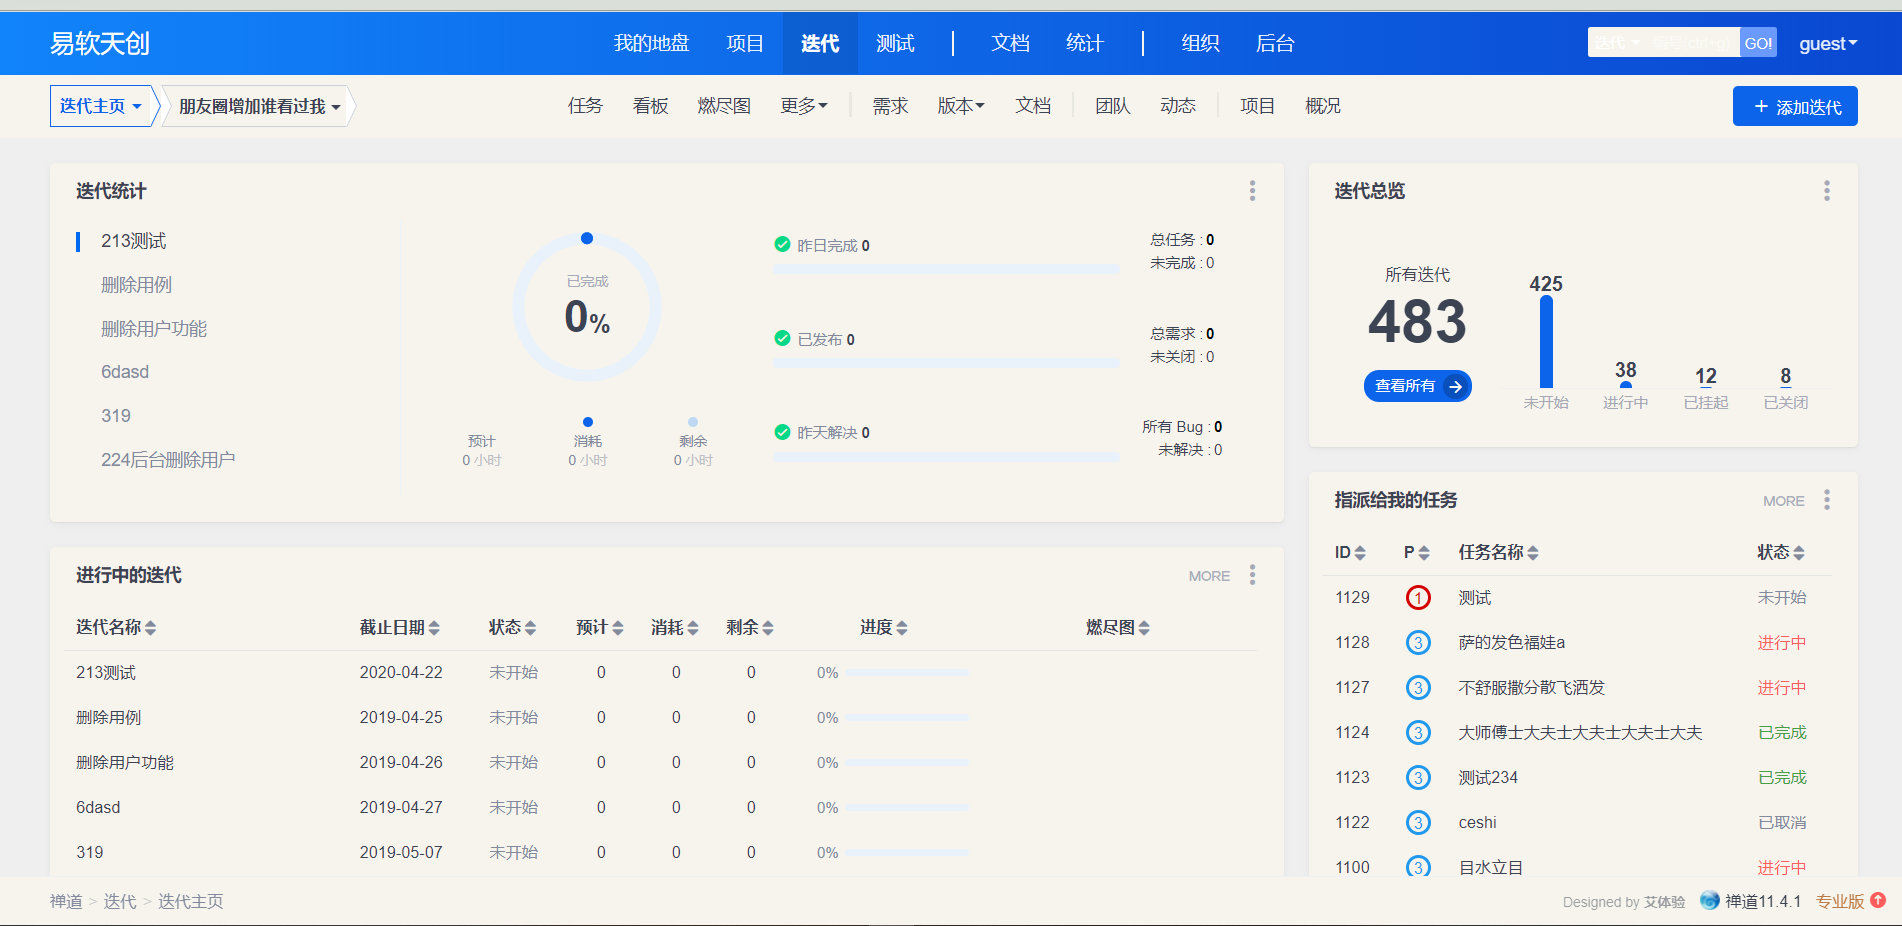 易软天创
我的地盘 项目 迭代 测试 文档 统计 组织 后台
迭代 编号(ctrl+g) GO! guest
迭代主页 朋友圈增加谁看过我
任务 看板 燃尽图 更多 需求 版本 文档 团队 动态 项目 概况
+ 添加迭代
迭代统计
213测试
删除用例
删除用户功能
6dasd
319
224后台删除用户
已完成
0%
预计 消耗 剩余
0 小时 0 小时 0 小时
昨日完成 0
总任务 : 0
未完成 : 0
已发布 0
总需求 : 0
未关闭 : 0
昨天解决 0
所有 Bug : 0
未解决 : 0
迭代总览
所有迭代
483
查看所有
425 38 12 8
未开始 进行中 已挂起 已关闭
进行中的迭代 MORE
迭代名称 截止日期 状态 预计 消耗 剩余 进度 燃尽图
213测试 2020-04-22 未开始 0 0 0 0%
删除用例 2019-04-25 未开始 0 0 0 0%
删除用户功能 2019-04-26 未开始 0 0 0 0%
6dasd 2019-04-27 未开始 0 0 0 0%
319 2019-05-07 未开始 0 0 0 0%
指派给我的任务 MORE
ID P 任务名称 状态
1129 1 测试 未开始
1128 3 萨的发色福娃a 进行中
1127 3 不舒服撒分散飞洒发 进行中
1124 3 大师傅士大夫士大夫士大夫士大夫 已完成
1123 3 测试234 已完成
1122 3 ceshi 已取消
1100 3 目水立目 进行中
禅道 > 迭代 > 迭代主页
Designed by 艾体验 禅道11.4.1 专业版